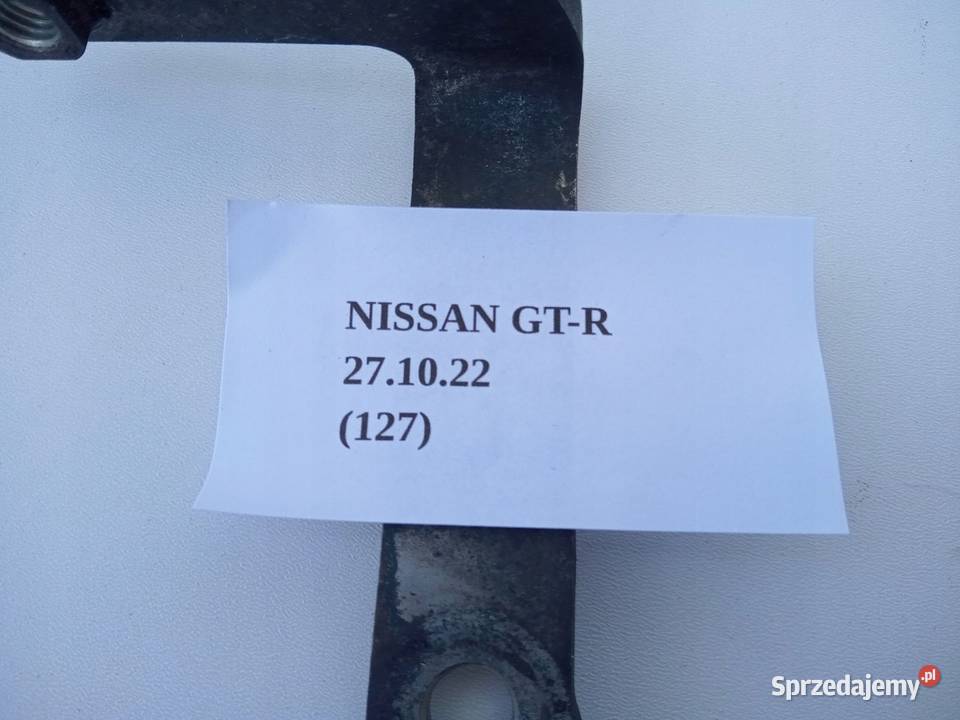 NISSAN GT-R
27.10.22
(127)
Sprzedajemy.pl